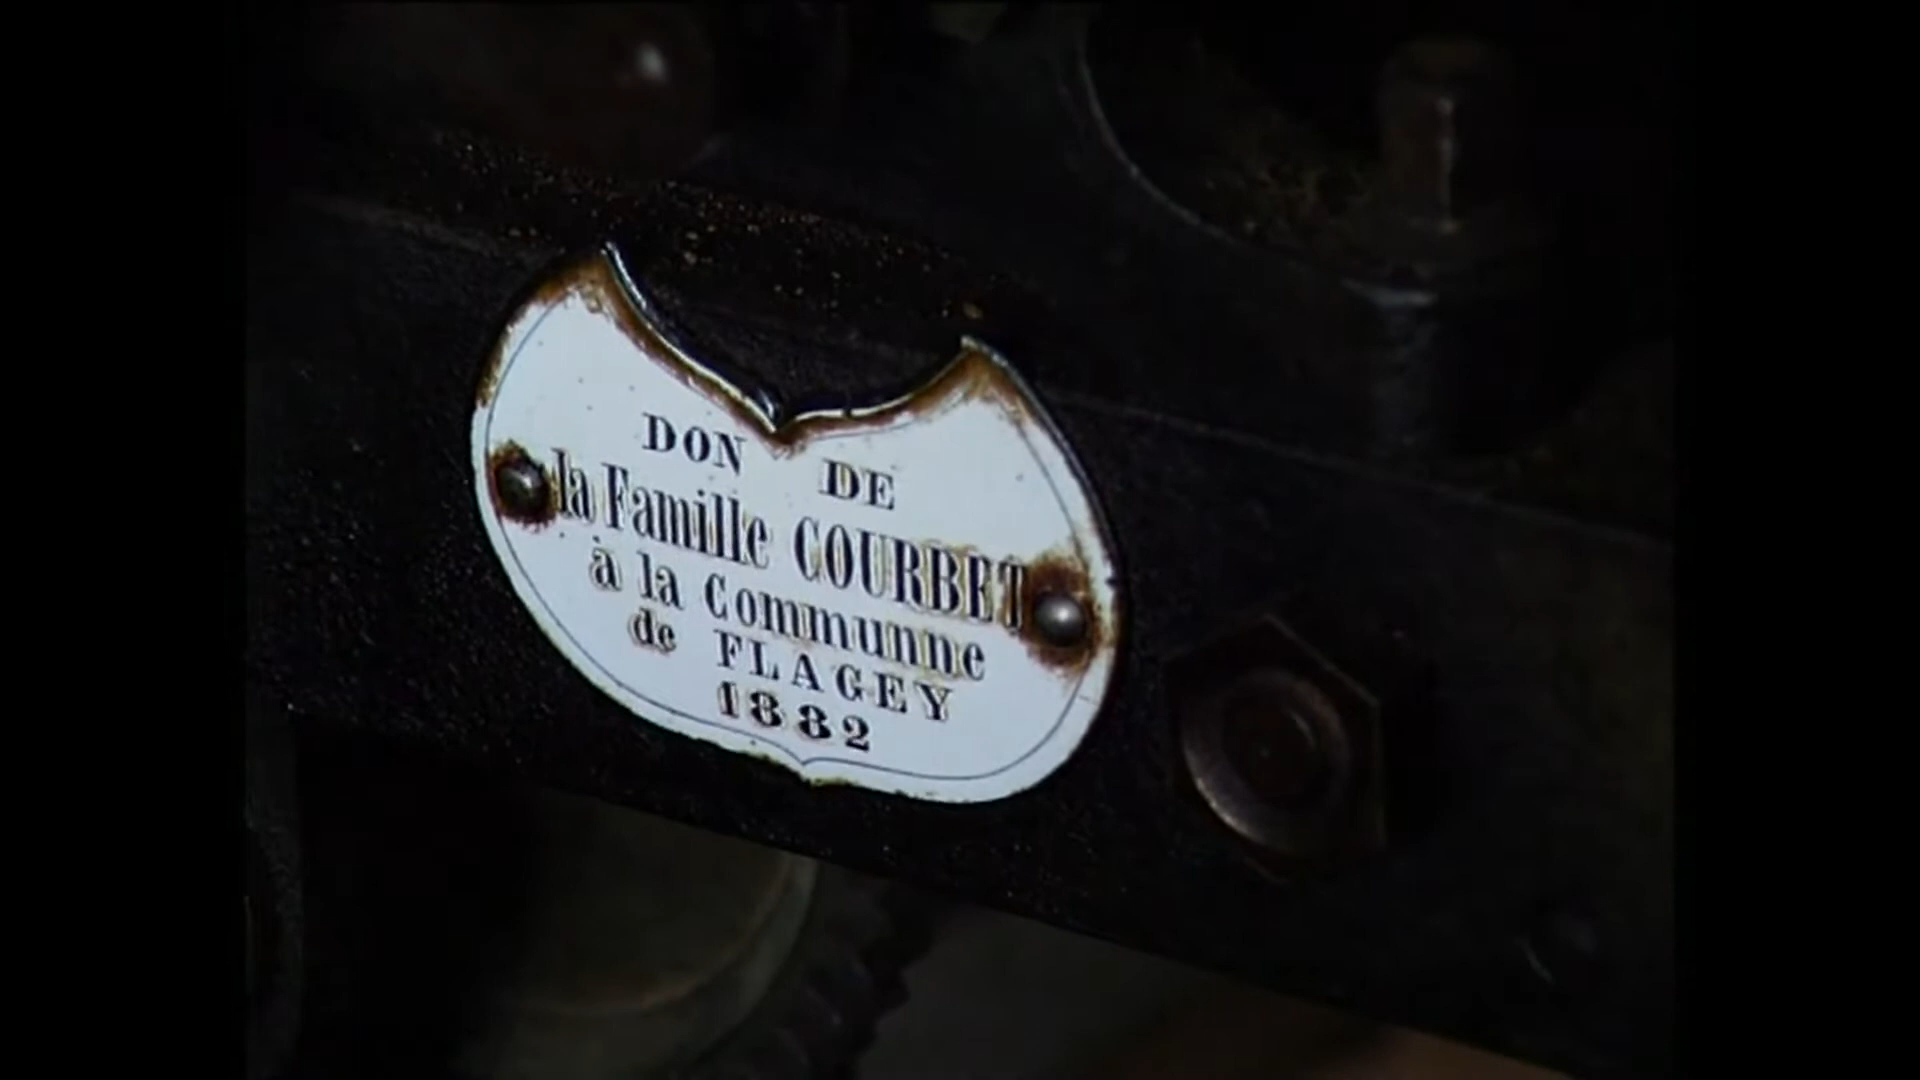 DON DE
la Famille COURBET
à la Communne
de FLAGEY
1882